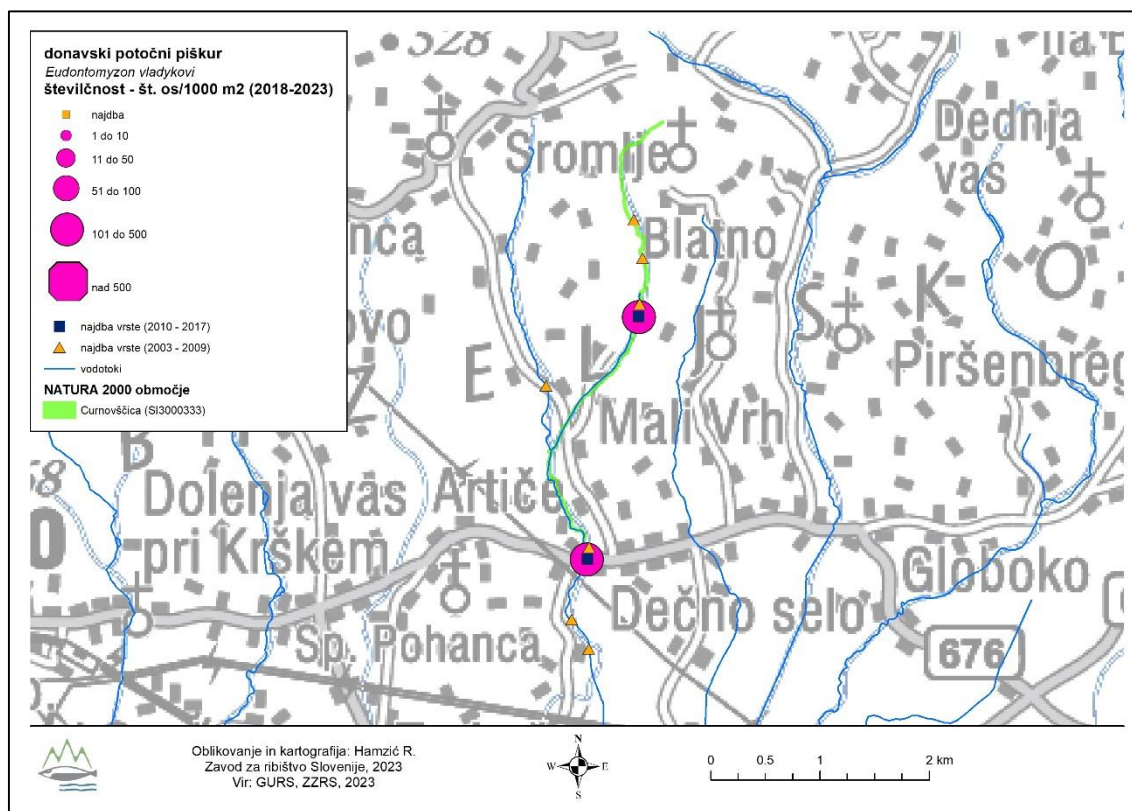 donavski potočni piškur
Eudontomyzon vladykovi
številčnost - št. os/1000 m2 (2018-2023)
najdba
1 do 10
11 do 50
51 do 100
101 do 500
nad 500
najdba vrste (2010 - 2017)
najdba vrste (2003 - 2009)
vodotoki
NATURA 2000 območje
Curnovščica (SI3000333)
528
Sromlje
Dednja
vas
Blatno
nca
ovo
Z
E
L
J
S
K
O
Piršenbreg
Mali Vrh
B
Dolenja vas
pri Krškem
Artiče
Globoko
Dečno selo
Sp. Pohanca
676
Oblikovanje in kartografija: Hamzić R.
Zavod za ribištvo Slovenije, 2023
Vir: GURS, ZZRS, 2023
N
W
E
S
0 0.5 1 2 km